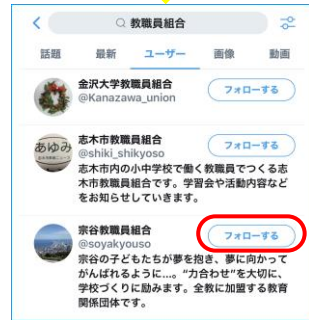 教職員組合
話題 最新 ユーザー 画像 動画
金沢大学教職員組合
@Kanazawa_union
フォローする
あゆみ
志木市教職員組合
@shiki_shikyoso
フォローする
志木市内の小中学校で働く教職員でつくる志
木市教職員組合です。学習会や活動内容など
をお知らせしていきます。
宗谷教職員組合
@soyakyouso
フォローする
宗谷の子どもたちが夢を抱き、夢に向かって
がんばれるように...。“力合わせ”を大切に、
学校づくりに励みます。全教に加盟する教育
関係団体です。